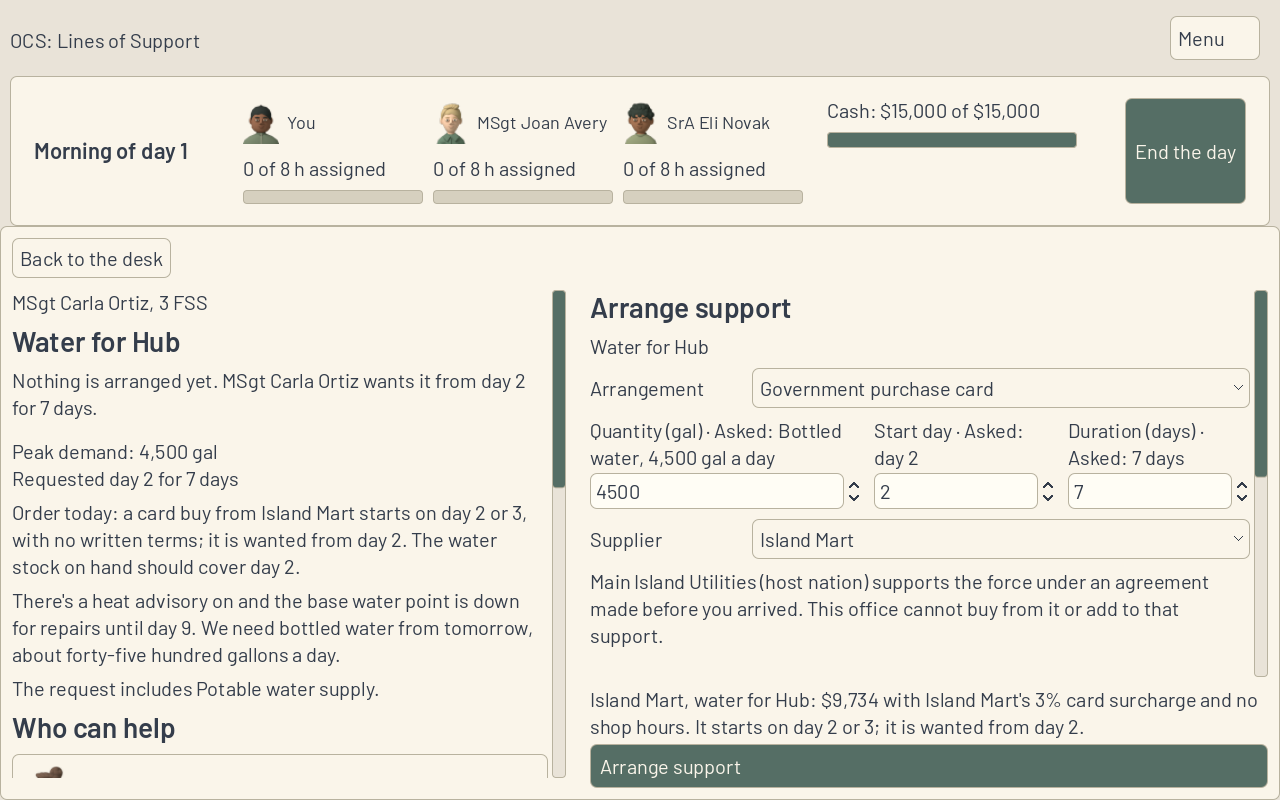 OCS: Lines of Support
Menu
Morning of day 1
You
0 of 8 h assigned
MSgt Joan Avery
0 of 8 h assigned
SrA Eli Novak
0 of 8 h assigned
Cash: $15,000 of $15,000
End the day
Back to the desk
MSgt Carla Ortiz, 3 FSS
Water for Hub
Nothing is arranged yet. MSgt Carla Ortiz wants it from day 2
for 7 days.
Peak demand: 4,500 gal
Requested day 2 for 7 days
Order today: a card buy from Island Mart starts on day 2 or 3,
with no written terms; it is wanted from day 2. The water
stock on hand should cover day 2.
There's a heat advisory on and the base water point is down
for repairs until day 9. We need bottled water from tomorrow,
about forty-five hundred gallons a day.
The request includes Potable water supply.
Who can help
Arrange support
Water for Hub
Arrangement
Government purchase card
Quantity (gal) · Asked: Bottled
water, 4,500 gal a day
4500
Start day · Asked:
day 2
2
Duration (days) ·
Asked: 7 days
7
Supplier
Island Mart
Main Island Utilities (host nation) supports the force under an agreement
made before you arrived. This office cannot buy from it or add to that
support.
Island Mart, water for Hub: $9,734 with Island Mart's 3% card surcharge and no
shop hours. It starts on day 2 or 3; it is wanted from day 2.
Arrange support